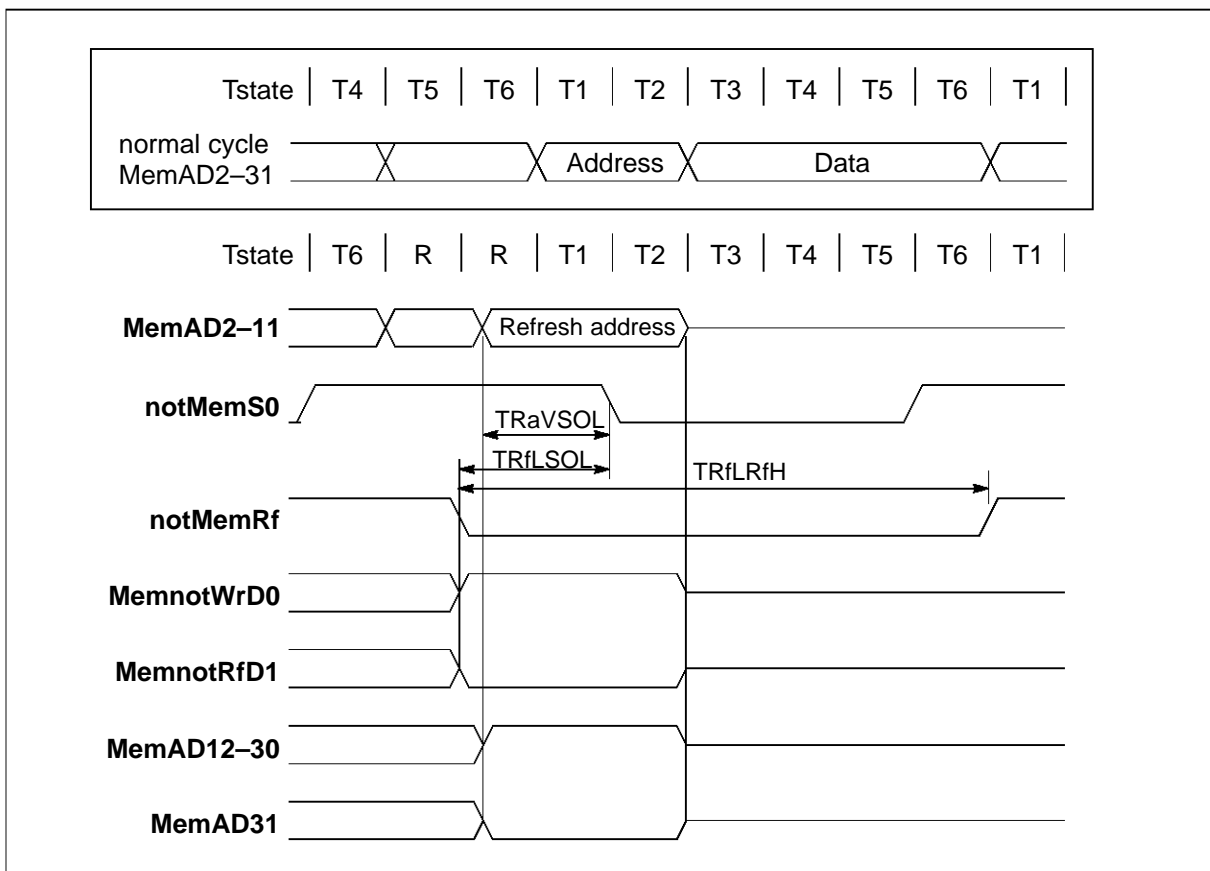 Tstate | T4 | T5 | T6 | T1 | T2 | T3 | T4 | T5 | T6 | T1 |
normal cycle
MemAD2–31
Address
Data
Tstate | T6 | R | R | T1 | T2 | T3 | T4 | T5 | T6 | T1 |
MemAD2–11
Refresh address
notMemS0
TRaVSOL
TRfLSOL
TRfLRfH
notMemRf
MemnotWrD0
MemnotRfD1
MemAD12–30
MemAD31